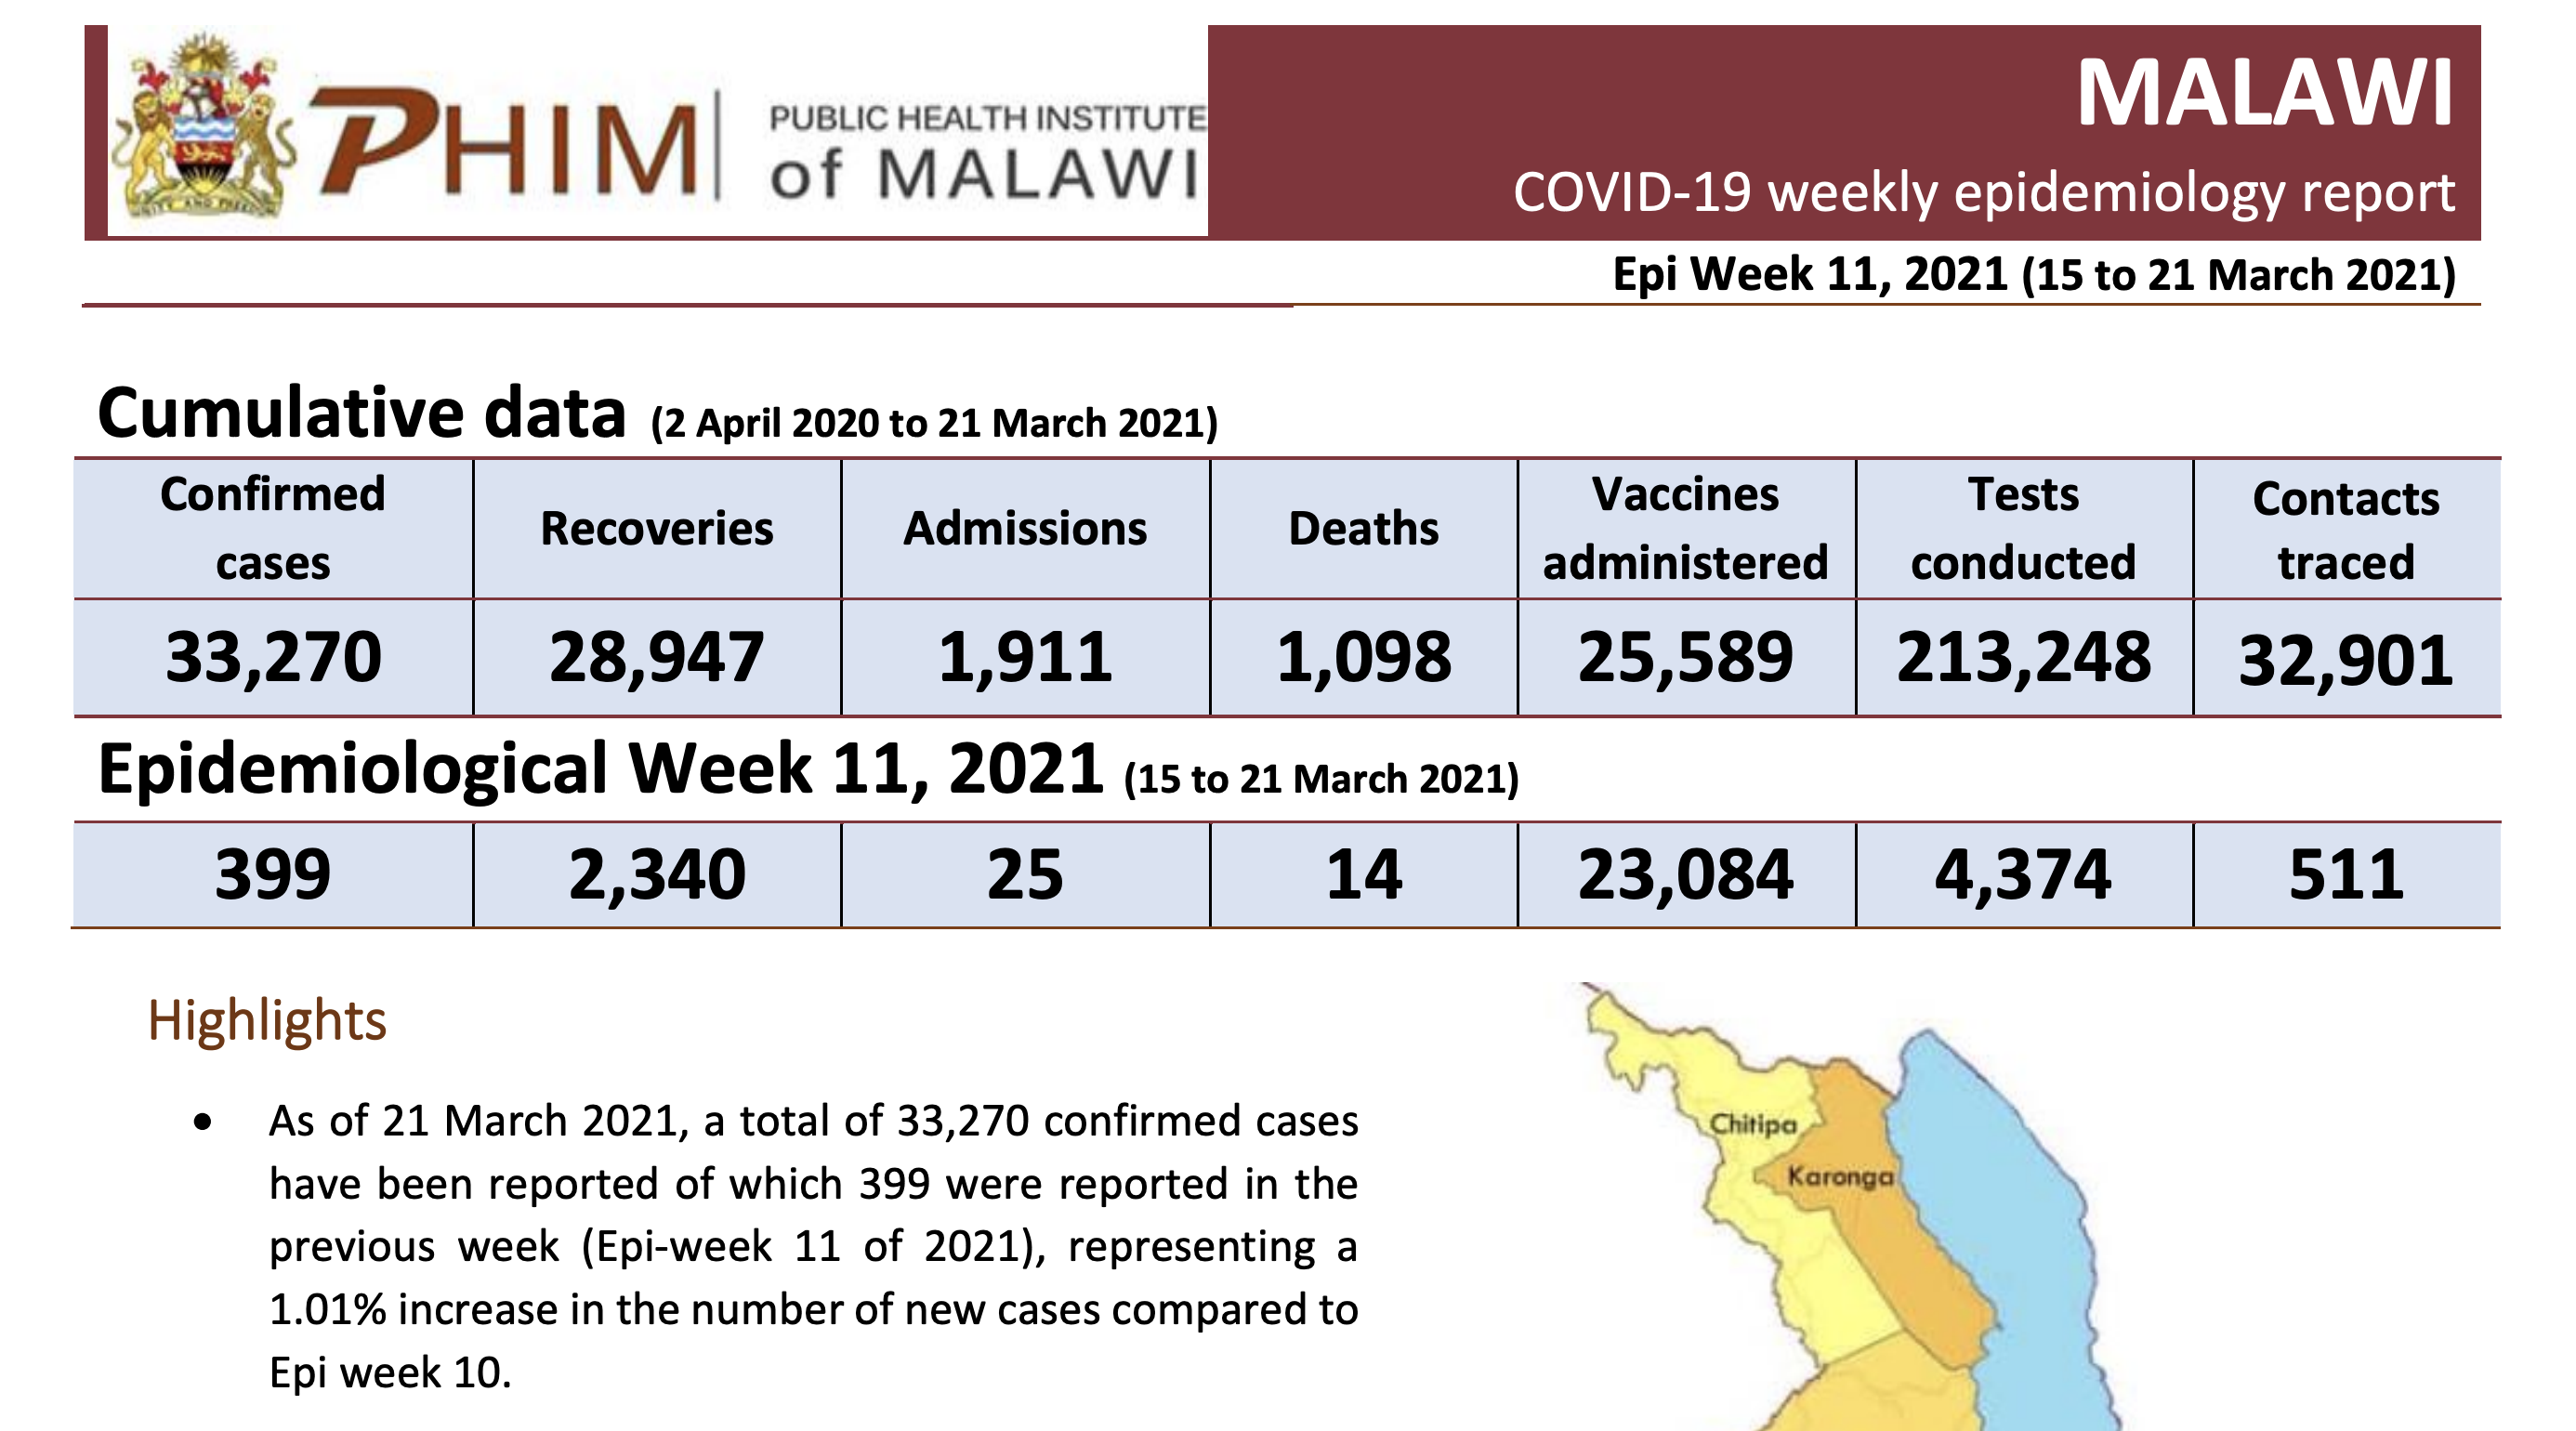 PHIM
PUBLIC HEALTH INSTITUTE
of MALAWI
UNITY AND FREEDOM
MALAWI
COVID-19 weekly epidemiology report
Epi Week 11, 2021 (15 to 21 March 2021)
Cumulative data (2 April 2020 to 21 March 2021)
Confirmed cases Recoveries Admissions Deaths Vaccines administered Tests conducted Contacts traced
33,270 28,947 1,911 1,098 25,589 213,248 32,901
Epidemiological Week 11, 2021 (15 to 21 March 2021)
399 2,340 25 14 23,084 4,374 511
Highlights
• As of 21 March 2021, a total of 33,270 confirmed cases
have been reported of which 399 were reported in the
previous week (Epi-week 11 of 2021), representing a
1.01% increase in the number of new cases compared to
Epi week 10.
Chitipa
Karonga